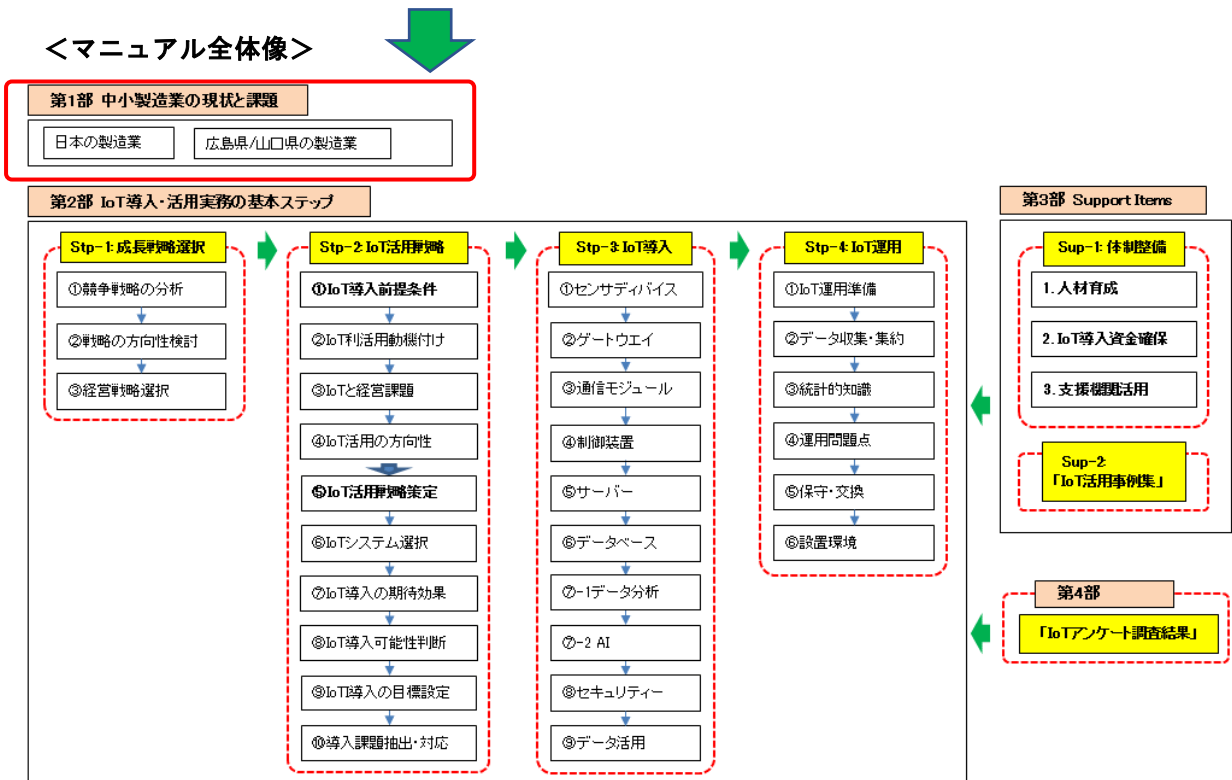 ＜マニュアル全体像＞
第1部 中小製造業の現状と課題
日本の製造業
広島県/山口県の製造業
第2部 IoT導入・活用実務の基本ステップ
Stp-1:成長戦略選択
①競争戦略の分析
②戦略の方向性検討
③経営戦略選択
Stp-2:IoT活用戦略
①IoT導入前提条件
②IoT利活用動機付け
③IoTと経営課題
④IoT活用の方向性
⑤IoT活用戦略策定
⑥IoTシステム選択
⑦IoT導入の期待効果
⑧IoT導入可能性判断
⑨IoT導入の目標設定
⑩導入課題抽出・対応
Stp-3:IoT導入
①センサディバイス
②ゲートウエイ
③通信モジュール
④制御装置
⑤サーバー
⑥データベース
⑦-1データ分析
⑦-2 AI
⑧セキュリティー
⑨データ活用
Stp-4:IoT運用
①IoT運用準備
②データ収集・集約
③統計的知識
④運用問題点
⑤保守・交換
⑥設置環境
第3部 Support Items
Sup-1:体制整備
1.人材育成
2.IoT導入資金確保
3.支援機関活用
Sup-2:
「IoT活用事例集」
第4部
「IoTアンケート調査結果」